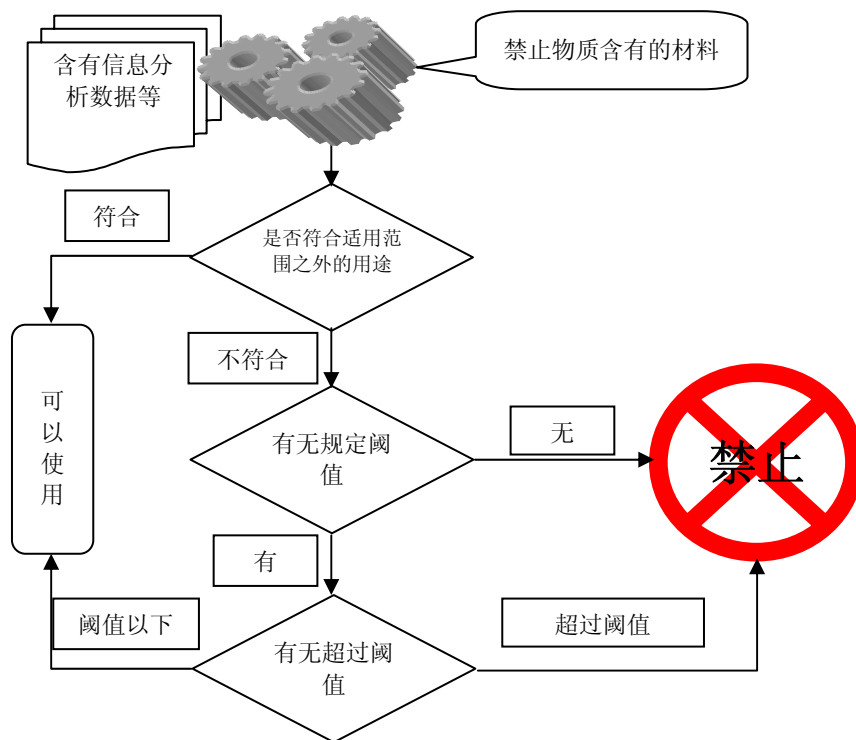 含有信息分
析数据等
禁止物质含有的材料
符合
是否符合适用范
围之外的用途
不符合
可
以
使
用
有无规定阈
值
无
禁止
有
阈值以下
有无超过阈
值
超过阈值